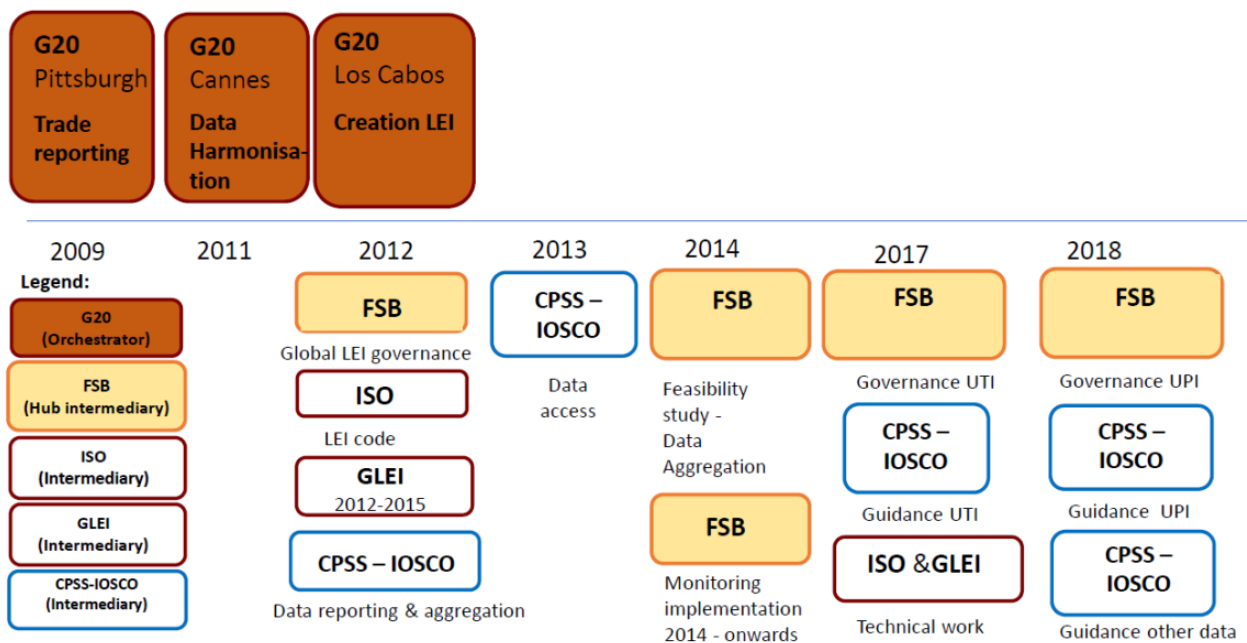 G20
Pittsburgh
Trade
reporting
G20
Cannes
Data
Harmonisa-
tion
G20
Los Cabos
Creation LEI
2009
2011
2012
2013
2014
2017
2018
Legend:
G20
(Orchestrator)
FSB
(Hub intermediary)
ISO
(Intermediary)
GLEI
(Intermediary)
CPSS-IOSCO
(Intermediary)
FSB
Global LEI governance
ISO
LEI code
GLEI
2012-2015
CPSS – IOSCO
Data reporting & aggregation
CPSS –
IOSCO
Data
access
FSB
Feasibility
study -
Data
Aggregation
FSB
Monitoring
implementation
2014 - onwards
FSB
Governance UTI
CPSS –
IOSCO
Guidance UTI
ISO &GLEI
Technical work
FSB
Governance UPI
CPSS –
IOSCO
Guidance  UPI
CPSS –
IOSCO
Guidance other data